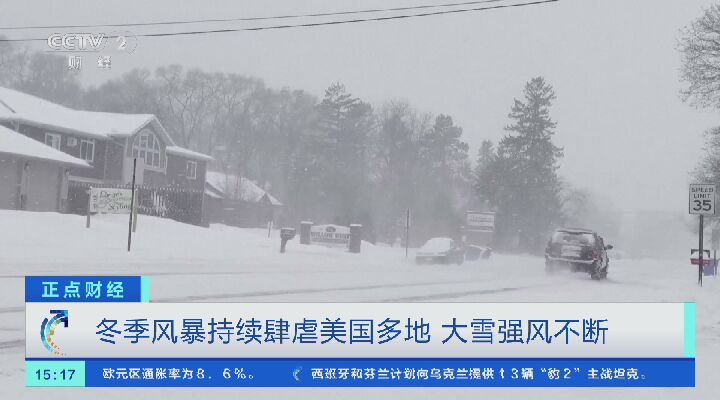 CCTV 2
财 经
SPEED
LIMIT
35
正点财经
冬季风暴持续肆虐美国多地 大雪强风不断
15:17
欧元区通胀率为8.6%。
西班牙和芬兰计划向乌克兰提供13辆“豹2”主战坦克。